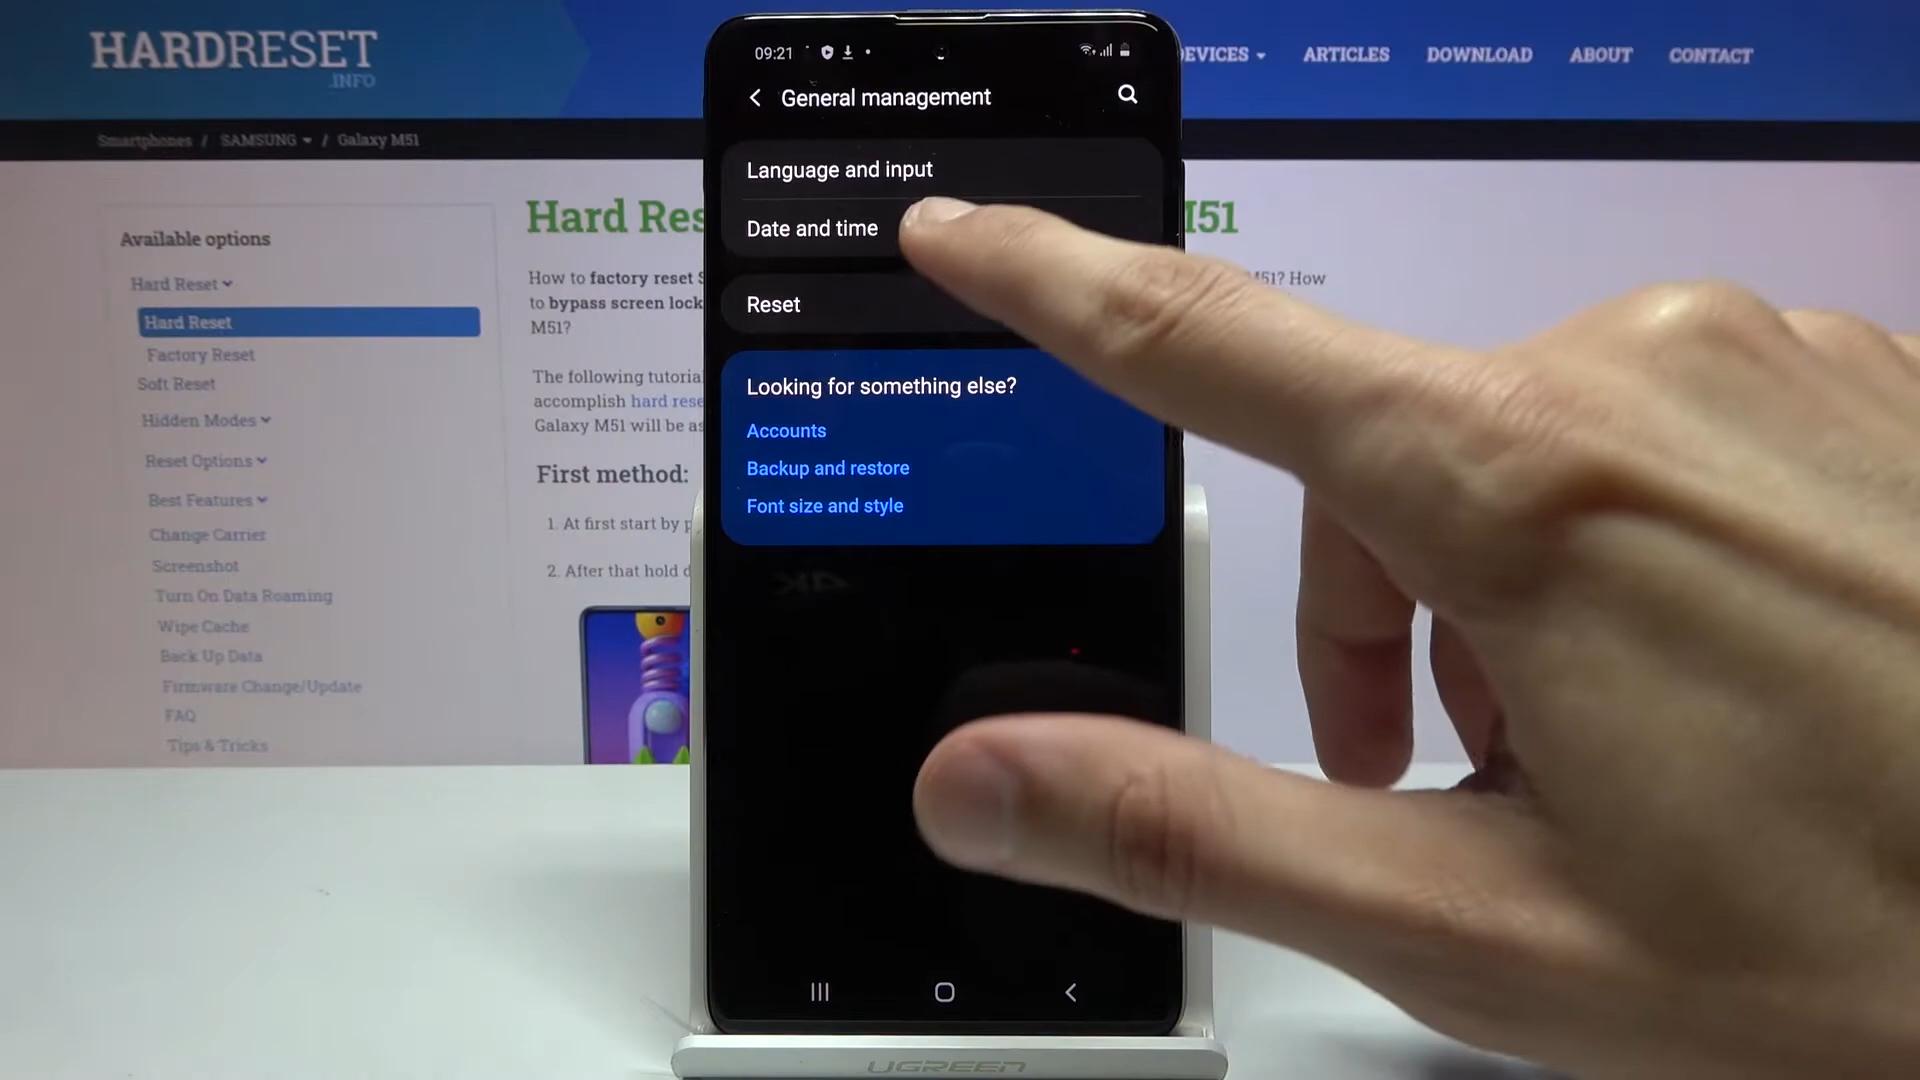 HARDRESET
.INFO
DEVICES
ARTICLES
DOWNLOAD
ABOUT
CONTACT
Smartphones / SAMSUNG / Galaxy M51
Available options
Hard Reset
Hard Reset
Factory Reset
Soft Reset
Hidden Modes
Reset Options
Best Features
Change Carrier
Screenshot
Turn On Data Roaming
Wipe Cache
Back Up Data
Firmware Change/Update
FAQ
Tips & Tricks
Hard Res
M51
How to factory reset S
M51? How
to bypass screen lock
M51?
The following tutoria
accomplish hard rese
Galaxy M51 will be as
First method:
1. At first start by p
2. After that hold d
09:21
General management
Language and input
Date and time
Reset
Looking for something else?
Accounts
Backup and restore
Font size and style
4K
UGREEN